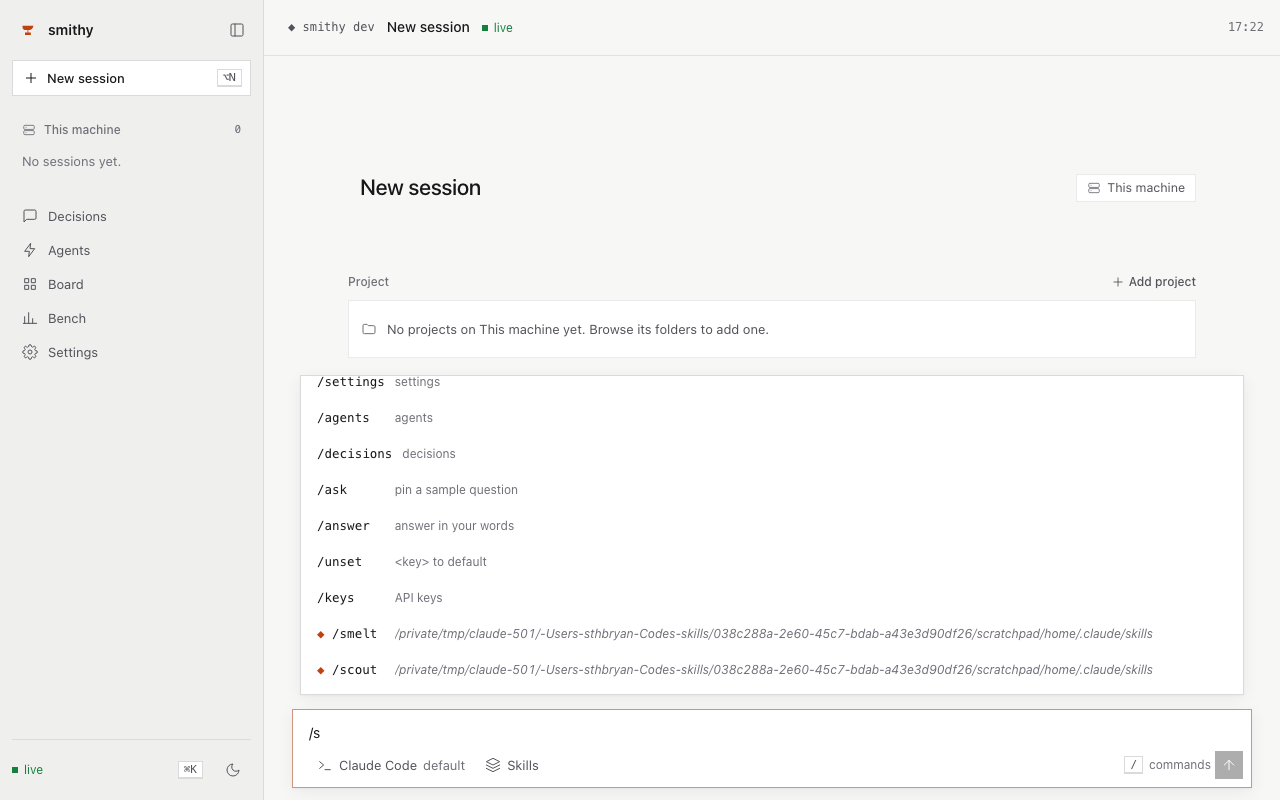 smithy
New session
⌥N
This machine 0
No sessions yet.
Decisions
Agents
Board
Bench
Settings
live ⌘K
◆ smithy dev New session live 17:22
New session This machine
Project + Add project
No projects on This machine yet. Browse its folders to add one.
/settings settings
/agents agents
/decisions decisions
/ask pin a sample question
/answer answer in your words
/unset <key> to default
/keys API keys
◆ /smelt /private/tmp/claude-501/-Users-sthbryan-Codes-skills/038c288a-2e60-45c7-bdab-a43e3d90df26/scratchpad/home/.claude/skills
◆ /scout /private/tmp/claude-501/-Users-sthbryan-Codes-skills/038c288a-2e60-45c7-bdab-a43e3d90df26/scratchpad/home/.claude/skills
/s
Claude Code default Skills / commands